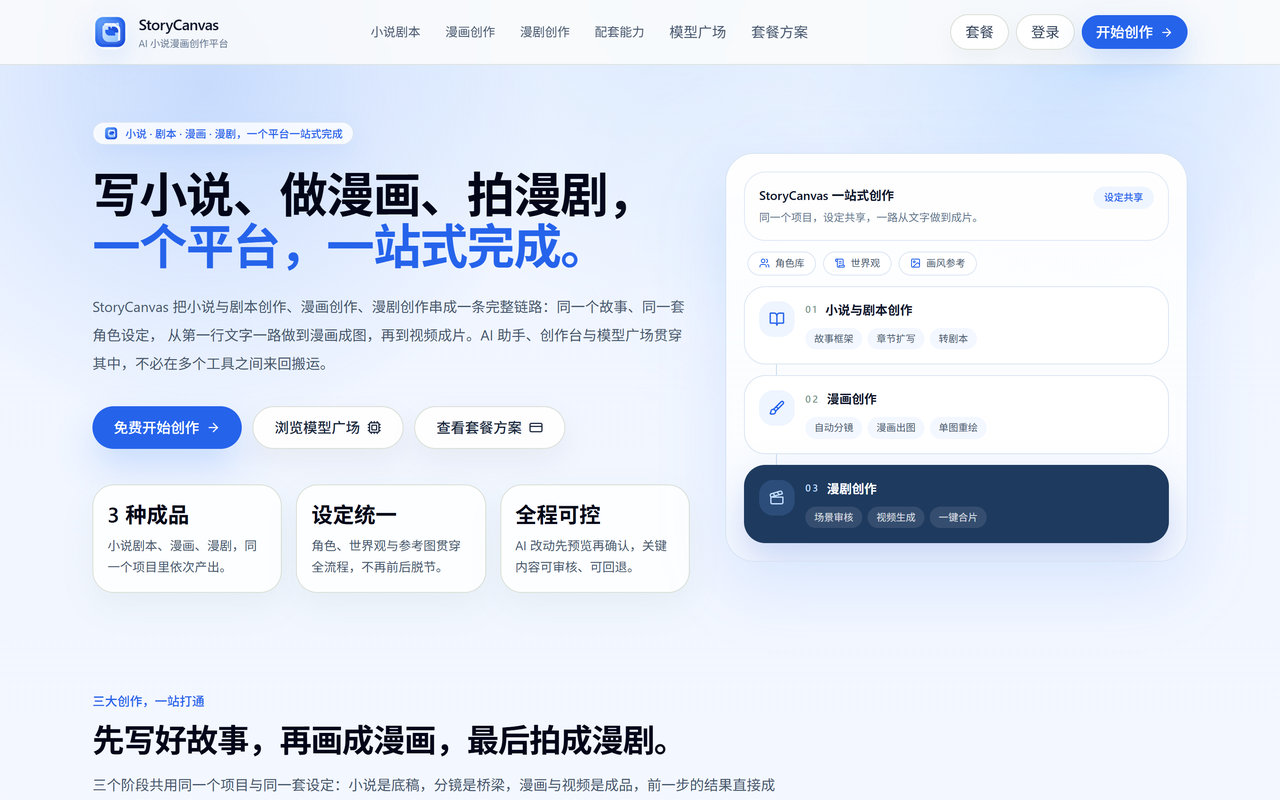 StoryCanvas
AI 小说漫画创作平台
小说剧本
漫画创作
漫剧创作
配套能力
模型广场
套餐方案
套餐
登录
开始创作
小说 · 剧本 · 漫画 · 漫剧，一个平台一站式完成
写小说、做漫画、拍漫剧，
一个平台，一站式完成。
StoryCanvas 把小说与剧本创作、漫画创作、漫剧创作串成一条完整链路：同一个故事、同一套
角色设定， 从第一行文字一路做到漫画成图，再到视频成片。AI 助手、创作台与模型广场贯穿
其中，不必在多个工具之间来回搬运。
免费开始创作
浏览模型广场
查看套餐方案
3 种成品
小说剧本、漫画、漫剧，同
一个项目里依次产出。
设定统一
角色、世界观与参考图贯穿
全流程，不再前后脱节。
全程可控
AI 改动先预览再确认，关键
内容可审核、可回退。
StoryCanvas 一站式创作
同一个项目，设定共享，一路从文字做到成片。
设定共享
角色库
世界观
画风参考
01 小说与剧本创作
故事框架
章节扩写
转剧本
02 漫画创作
自动分镜
漫画出图
单图重绘
03 漫剧创作
场景审核
视频生成
一键合片
三大创作，一站打通
先写好故事，再画成漫画，最后拍成漫剧。
三个阶段共用同一个项目与同一套设定：小说是底稿，分镜是桥梁，漫画与视频是成品，前一步的结果直接成